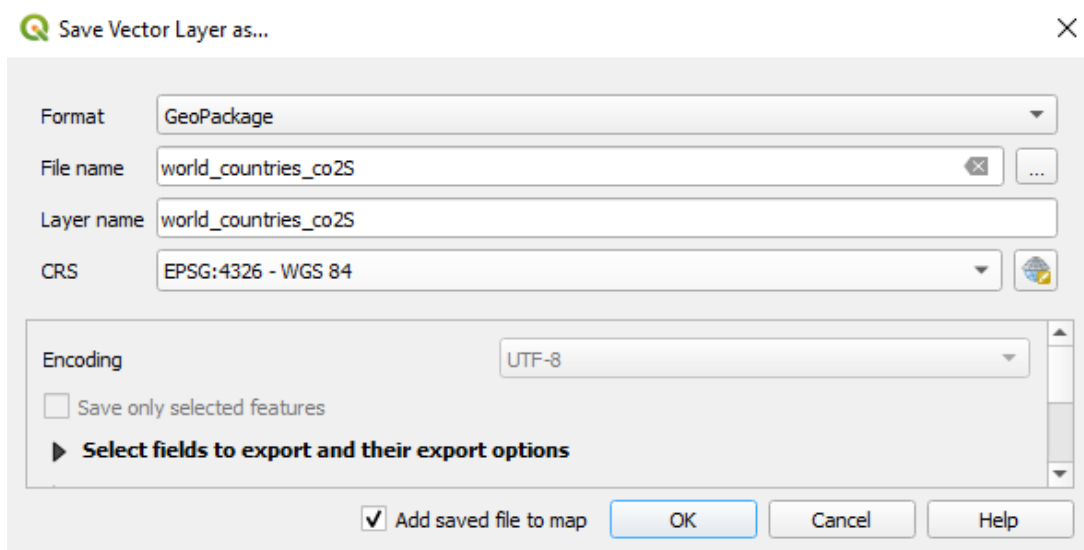 Save Vector Layer as...
Format GeoPackage
File name world_countries_co2S ...
Layer name world_countries_co2S
CRS EPSG:4326 - WGS 84
Encoding UTF-8
Save only selected features
Select fields to export and their export options
Add saved file to map OK Cancel Help